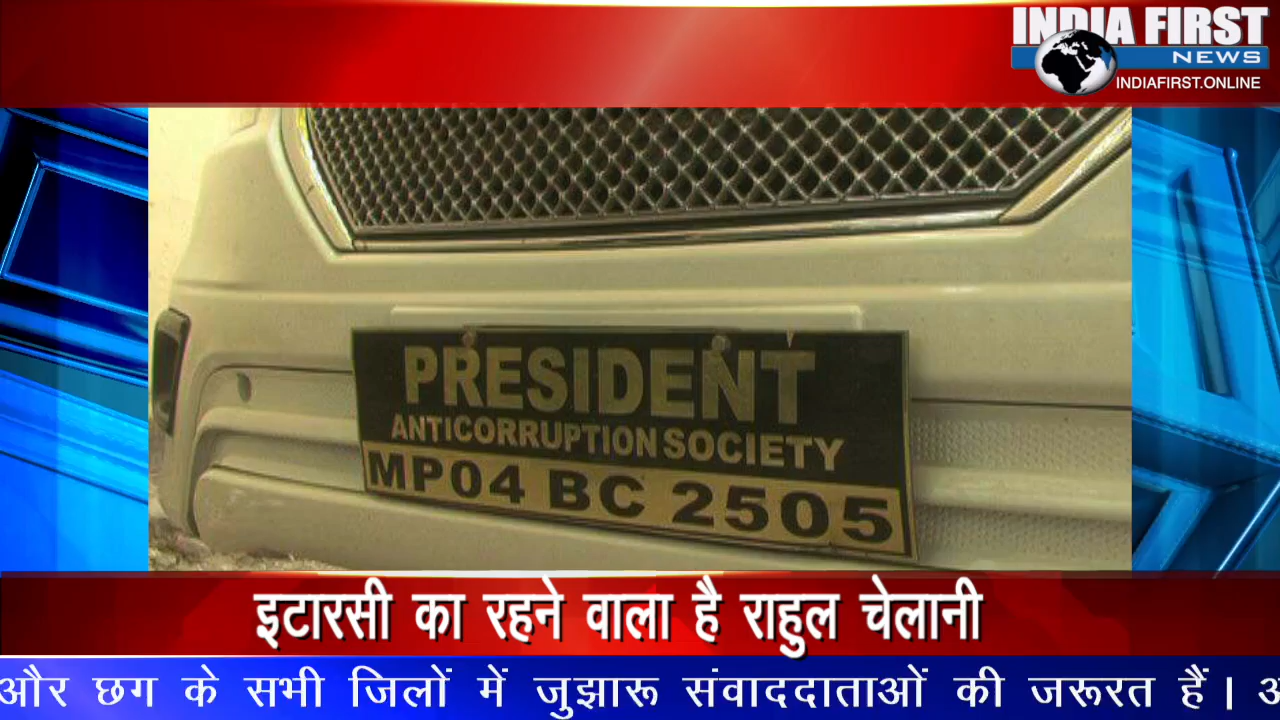 INDIA FIRST
NEWS
INDIAFIRST.ONLINE
PRESIDENT
ANTICORRUPTION SOCIETY
MP04 BC 2505
इटारसी का रहने वाला है राहुल चेलानी
और छग के सभी जिलों में जुझारू संवाददाताओं की जरूरत हैं।